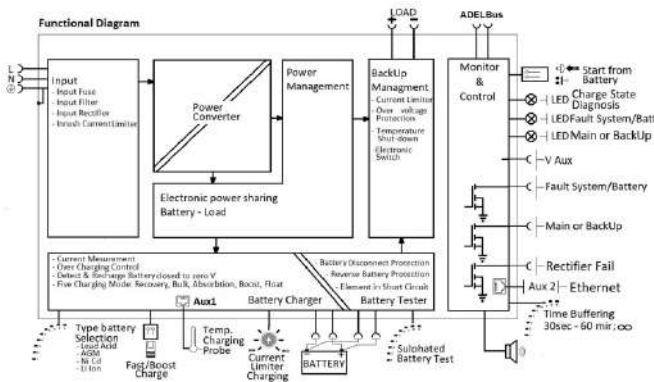 Functional Diagram
LOAD
+ −
ADELBus
L
N
Input
- Input Fuse
- Input Filter
- Input Rectifier
- Inrush Current Limiter
Power
Converter
Power
Management
BackUp
Managment
- Current Limiter
- Over voltage
Protection
- Temperature
Shut-down
- Electronic
Switch
Monitor
&
Control
Start from
Battery
LED Charge State
Diagnosis
LED Fault System/Batt
LED Main or BackUp
V Aux
Fault System/Battery
Main or BackUp
Rectifier Fail
Aux 2 Ethernet
Time Buffering
30sec - 60 min; ∞
Electronic power sharing
Battery - Load
- Current Mesurement
- Over Charging Control
- Detect & Recharge Battery closed to zero V
- Five Charging Mode: Recovery, Bulk, Absorbtion, Boost, Float
Aux1
Battery Charger
- Battery Disconnect Protection
- Reverse Battery Protection
- Element in Short Circuit
Battery Tester
Type battery
Selection
- Lead Acid
- AGM
- Ni Cd
- Li Ion
Fast/Boost
Charge
Temp.
Charging
Probe
Current
Limiter
Charging
BATTERY
Sulphated
Battery Test